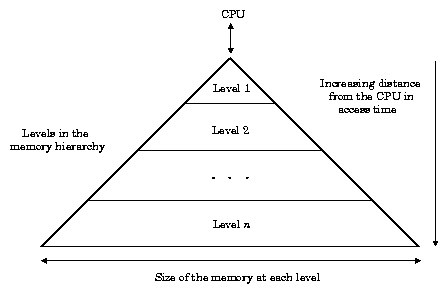 CPU
Level 1
Increasing distance
from the CPU in
access time
Levels in the
memory hierarchy
Level 2
. . .
Level n
Size of the memory at each level